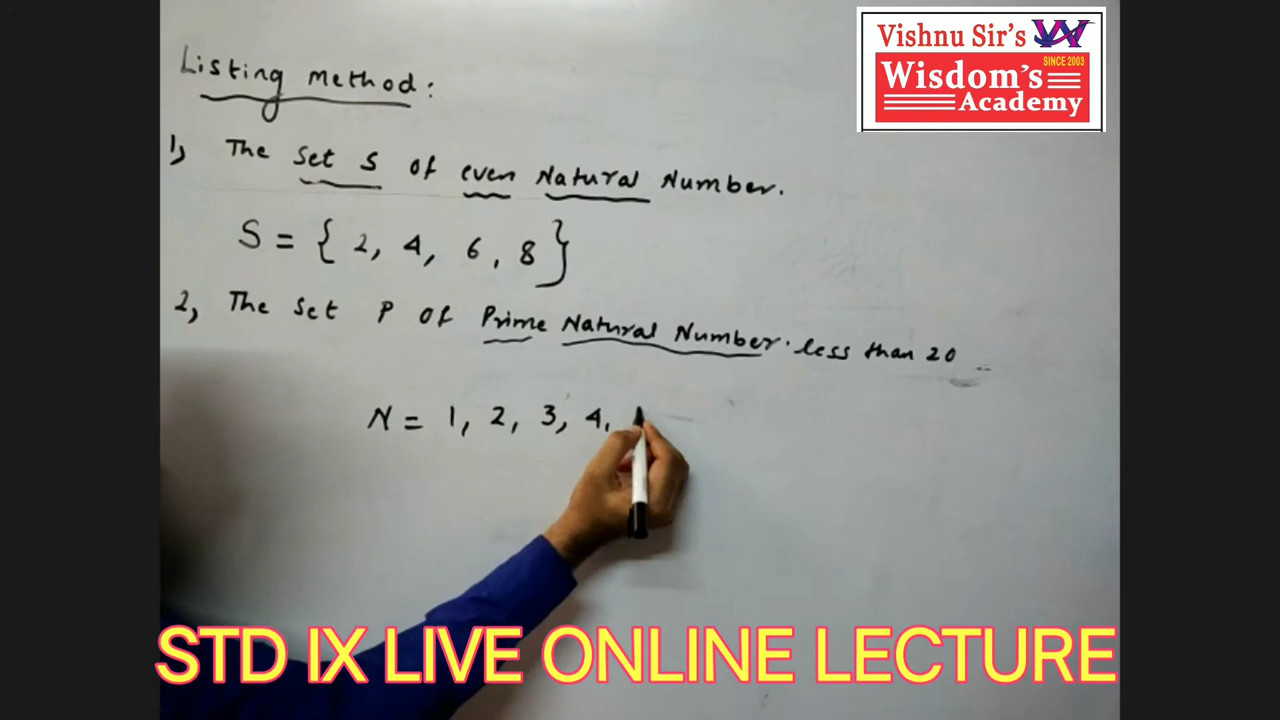 Vishnu Sir's
SINCE 2003
Wisdom's
Academy
Listing Method:
1, The Set S of even Natural Number.
S = { 2, 4, 6, 8 }
2, The Set P of Prime Natural Number. less than 20
N = 1, 2, 3, 4,
STD IX LIVE ONLINE LECTURE